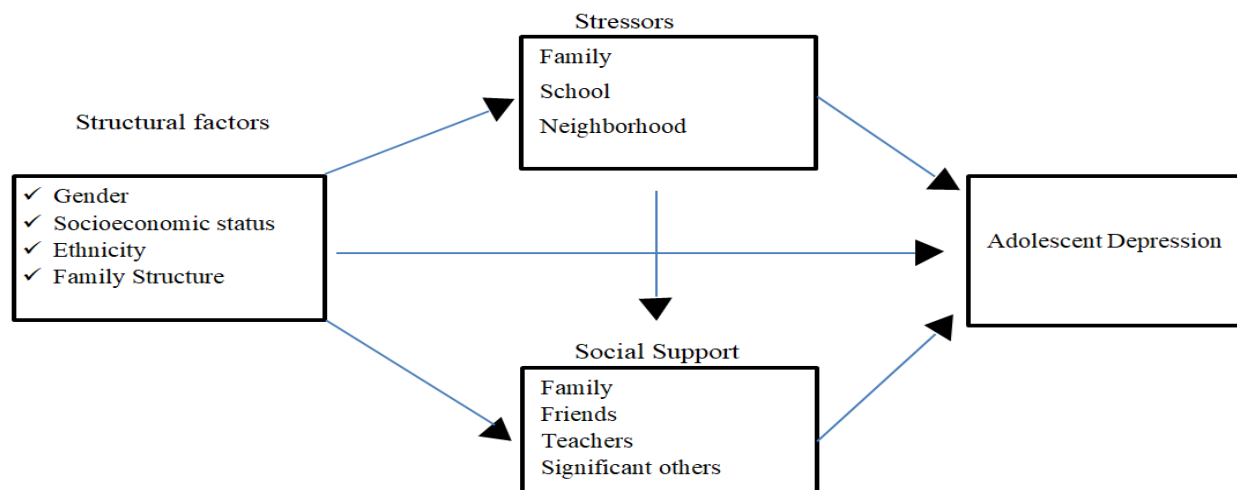 Structural factors
✓ Gender
✓ Socioeconomic status
✓ Ethnicity
✓ Family Structure
Stressors
Family
School
Neighborhood
Social Support
Family
Friends
Teachers
Significant others
Adolescent Depression